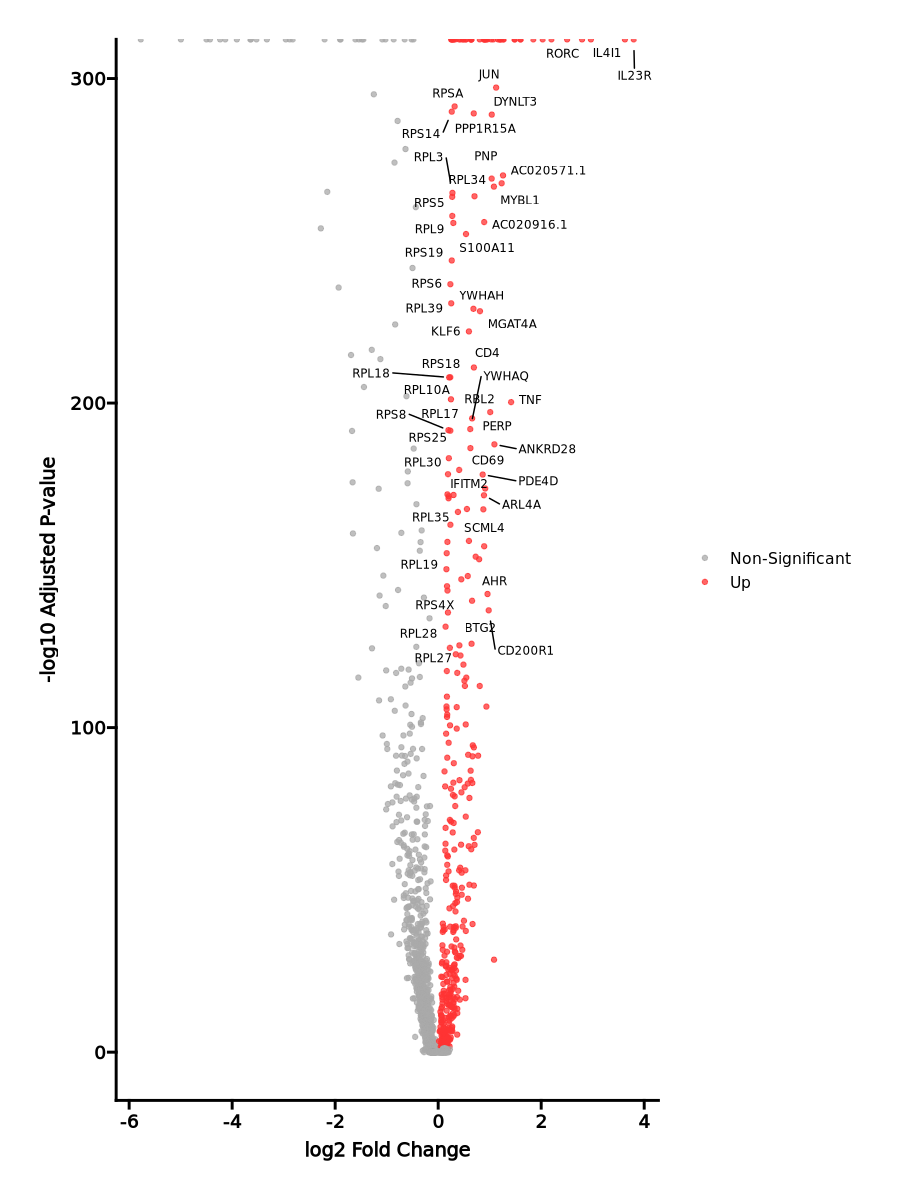 RORC IL4I1
IL23R
300
JUN
RPSA
DYNLT3
RPS14 PPP1R15A
RPL3 PNP
AC020571.1
RPL34
MYBL1
RPS5
RPL9 AC020916.1
RPS19 S100A11
RPS6
YWHAH
RPL39
MGAT4A
KLF6
CD4
RPS18
RPL18
YWHAQ
RPL10A
RBL2 TNF
200
RPS8 RPL17
PERP
RPS25
ANKRD28
RPL30 CD69
IFITM2 PDE4D
ARL4A
RPL35
SCML4
RPL19
AHR
RPS4X
RPL28 BTG2
CD200R1
RPL27
100
0
-log10 Adjusted P-value
-6 -4 -2 0 2 4
log2 Fold Change
Non-Significant
Up